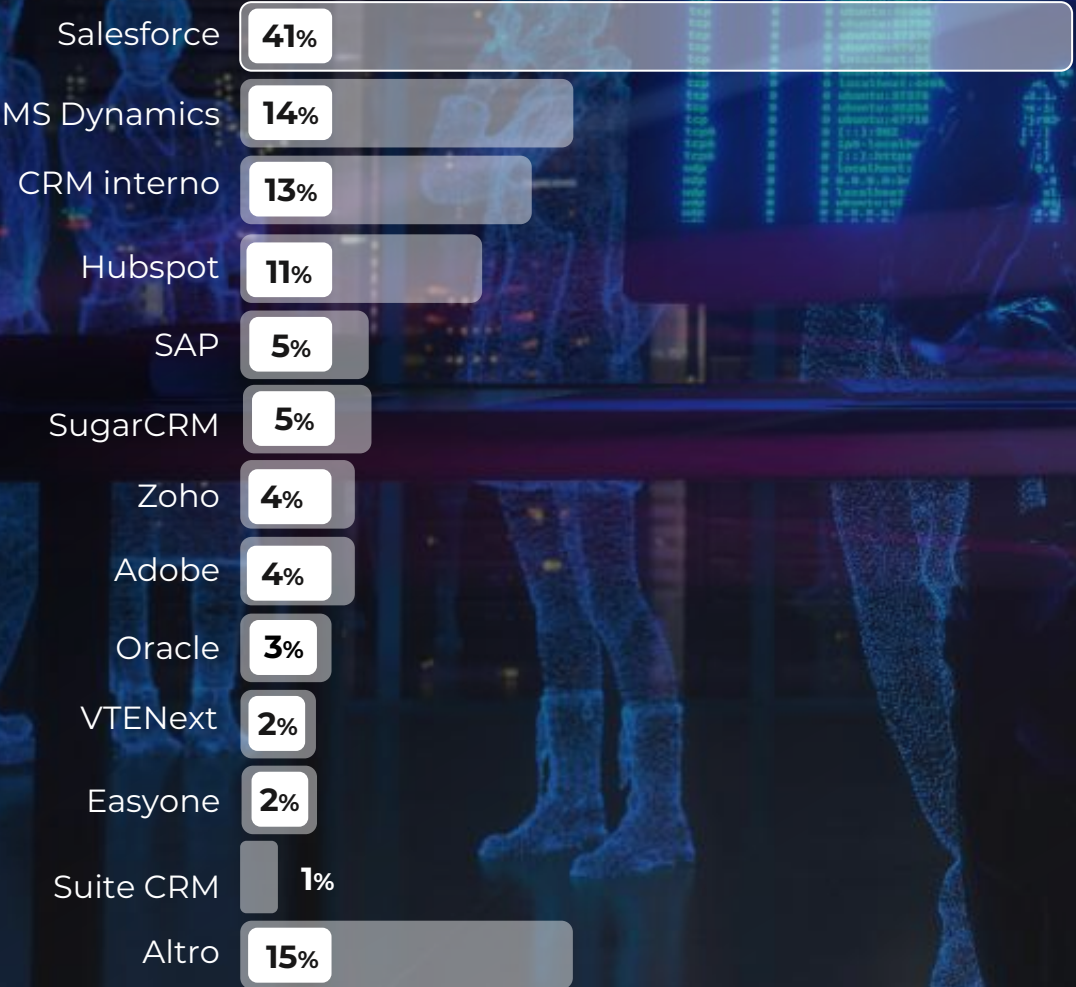 Salesforce 41%
MS Dynamics 14%
CRM interno 13%
Hubspot 11%
SAP 5%
SugarCRM 5%
Zoho 4%
Adobe 4%
Oracle 3%
VTENext 2%
Easyone 2%
Suite CRM 1%
Altro 15%